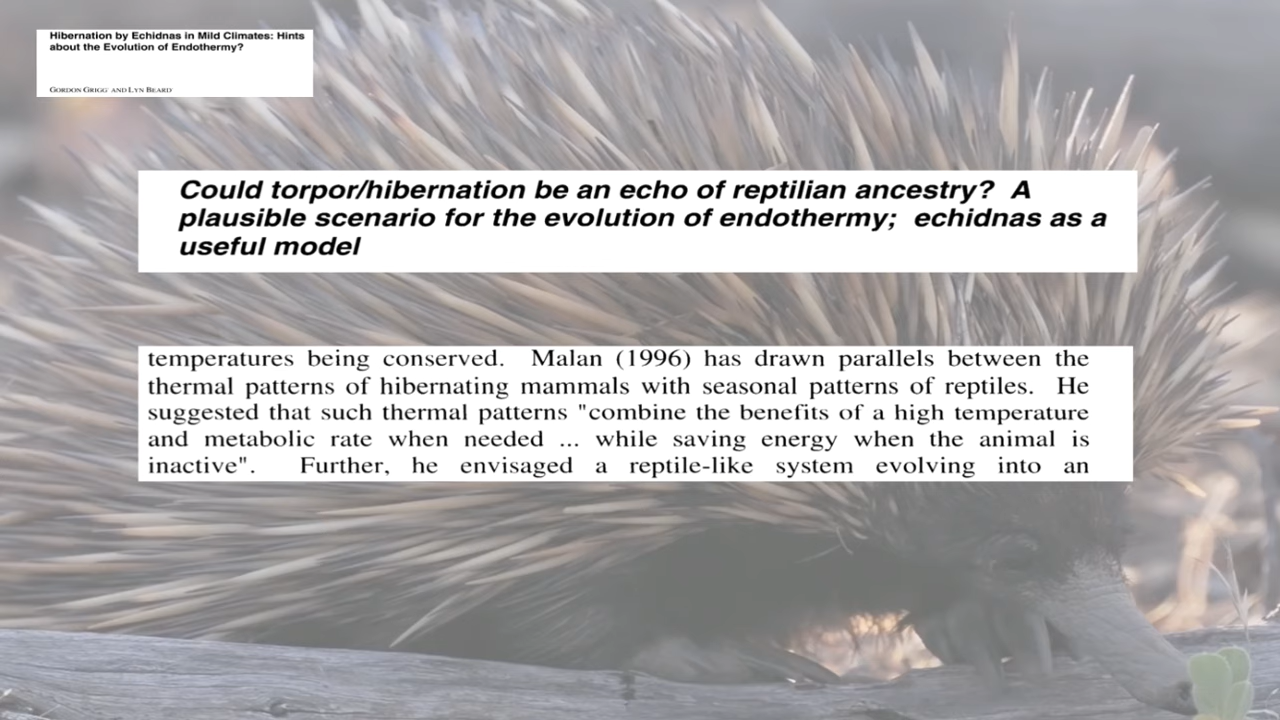 Hibernation by Echidnas in Mild Climates: Hints
about the Evolution of Endothermy?
GORDON GRIGG AND LYN BEARD
Could torpor/hibernation be an echo of reptilian ancestry? A
plausible scenario for the evolution of endothermy; echidnas as a
useful model
temperatures being conserved. Malan (1996) has drawn parallels between the
thermal patterns of hibernating mammals with seasonal patterns of reptiles. He
suggested that such thermal patterns "combine the benefits of a high temperature
and metabolic rate when needed ... while saving energy when the animal is
inactive". Further, he envisaged a reptile-like system evolving into an